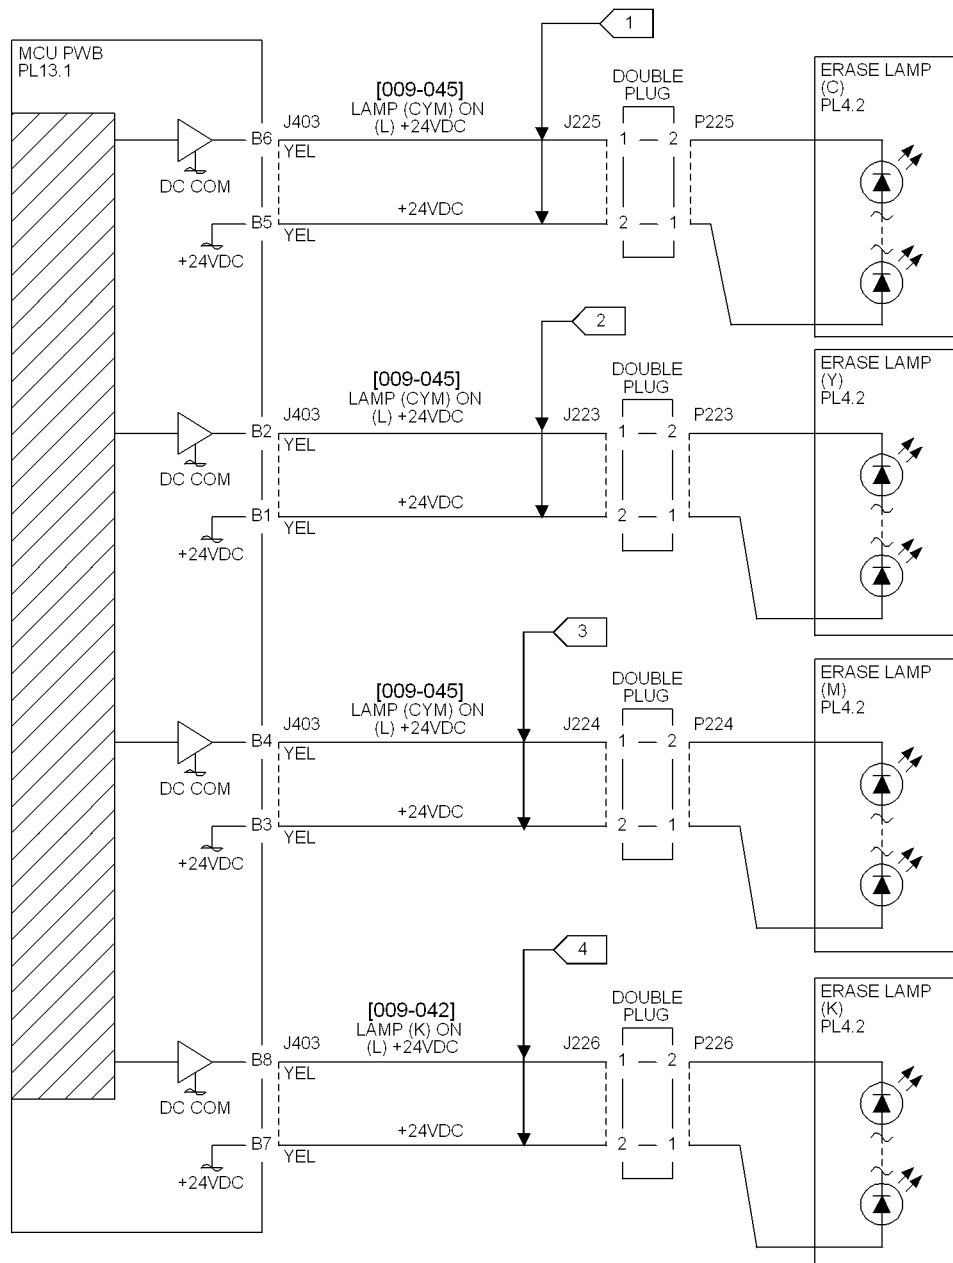 1
MCU PWB
PL13.1
[009-045]
LAMP (CYM) ON
(L) +24VDC
DOUBLE
PLUG
ERASE LAMP
(C)
PL4.2
B6
J403
YEL
J225
1 2
P225
DC COM
+24VDC
B5
YEL
2 1
+24VDC
2
[009-045]
LAMP (CYM) ON
(L) +24VDC
DOUBLE
PLUG
ERASE LAMP
(Y)
PL4.2
B2
J403
YEL
J223
1 2
P223
DC COM
+24VDC
B1
YEL
2 1
+24VDC
3
[009-045]
LAMP (CYM) ON
(L) +24VDC
DOUBLE
PLUG
ERASE LAMP
(M)
PL4.2
B4
J403
YEL
J224
1 2
P224
DC COM
+24VDC
B3
YEL
2 1
+24VDC
4
[009-042]
LAMP (K) ON
(L) +24VDC
DOUBLE
PLUG
ERASE LAMP
(K)
PL4.2
B8
J403
YEL
J226
1 2
P226
DC COM
+24VDC
B7
YEL
2 1
+24VDC